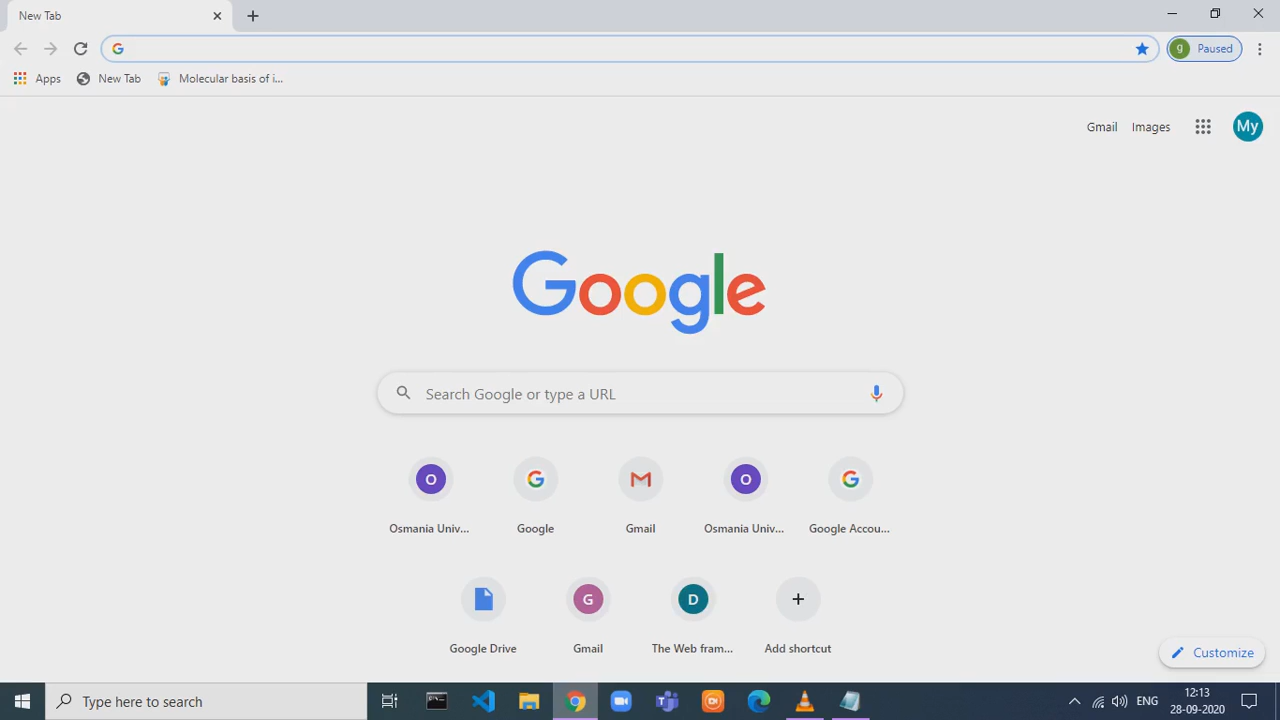 New Tab
g Paused
Apps New Tab Molecular basis of i...
Gmail Images My
Google
Search Google or type a URL
O G M O G
Osmania Univ... Google Gmail Osmania Univ... Google Accou...
G D +
Google Drive Gmail The Web fram... Add shortcut
Customize
Type here to search
ENG 12:13
28-09-2020